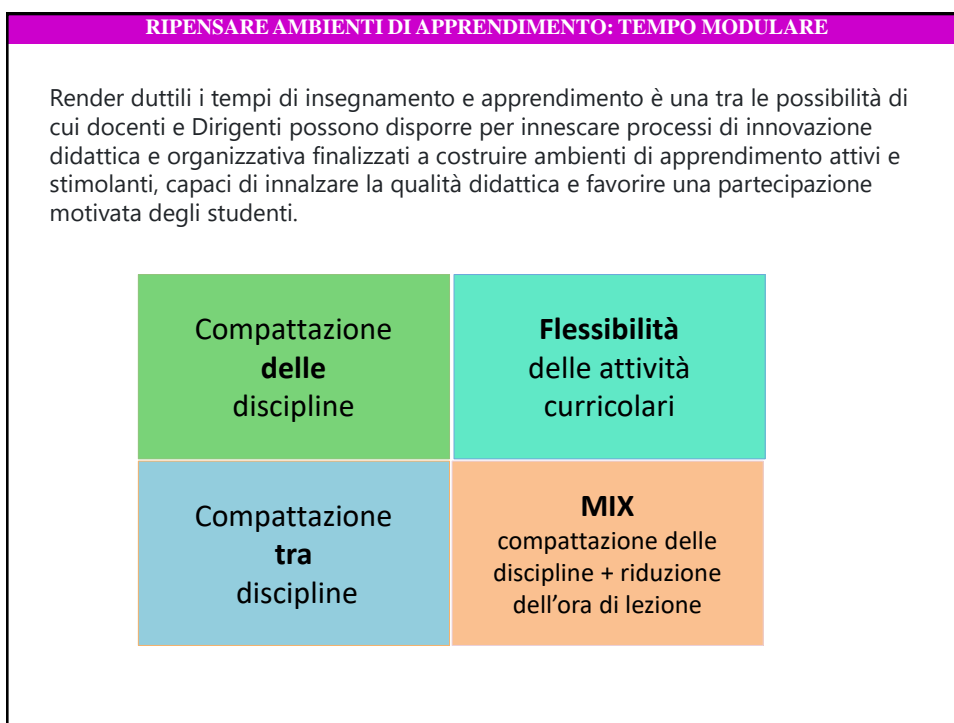 RIPENSARE AMBIENTI DI APPRENDIMENTO: TEMPO MODULARE
Render duttili i tempi di insegnamento e apprendimento è una tra le possibilità di
cui docenti e Dirigenti possono disporre per innescare processi di innovazione
didattica e organizzativa finalizzati a costruire ambienti di apprendimento attivi e
stimolanti, capaci di innalzare la qualità didattica e favorire una partecipazione
motivata degli studenti.
Compattazione
delle
discipline
Flessibilità
delle attività
curricolari
Compattazione
tra
discipline
MIX
compattazione delle
discipline + riduzione
dell'ora di lezione